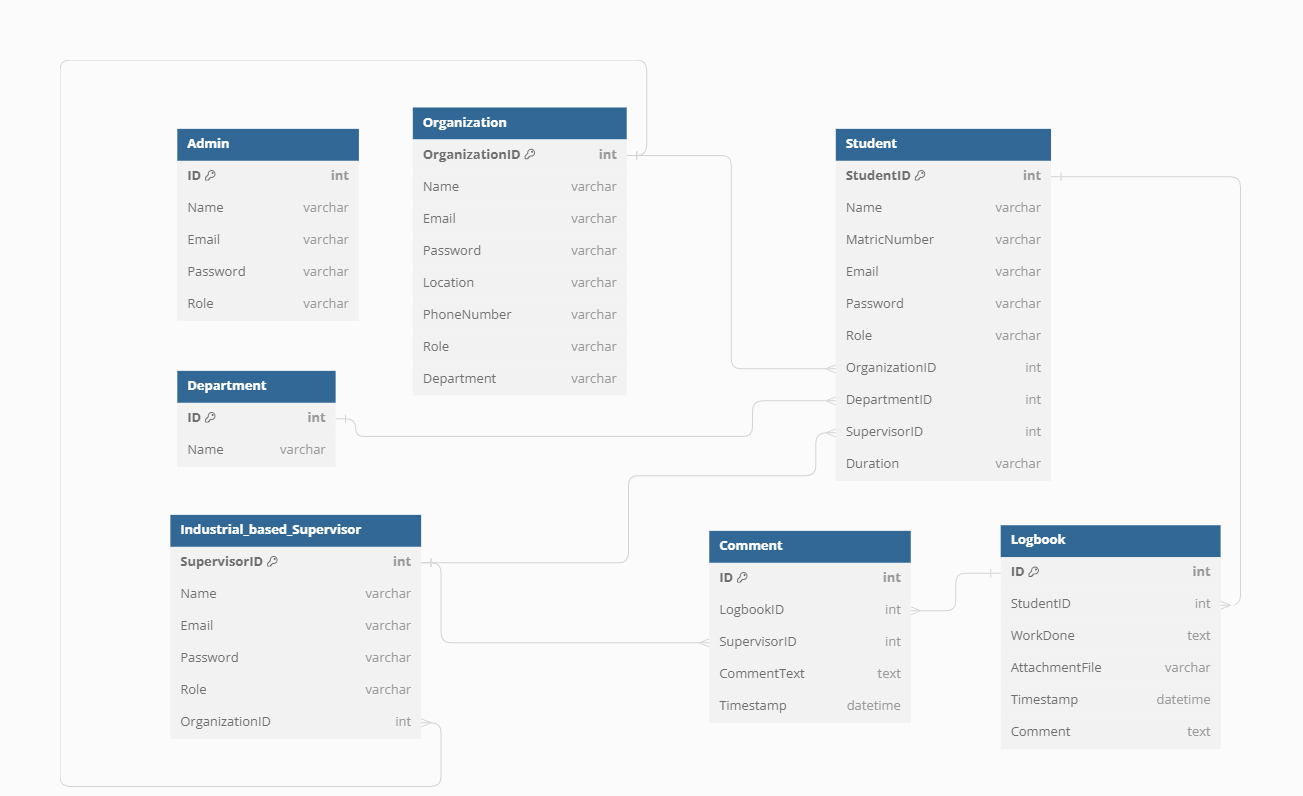 Admin
ID int
Name varchar
Email varchar
Password varchar
Role varchar
Organization
OrganizationID int
Name varchar
Email varchar
Password varchar
Location varchar
PhoneNumber varchar
Role varchar
Department varchar
Student
StudentID int
Name varchar
MatricNumber varchar
Email varchar
Password varchar
Role varchar
OrganizationID int
DepartmentID int
SupervisorID int
Duration varchar
Department
ID int
Name varchar
Industrial_based_Supervisor
SupervisorID int
Name varchar
Email varchar
Password varchar
Role varchar
OrganizationID int
Comment
ID int
LogbookID int
SupervisorID int
CommentText text
Timestamp datetime
Logbook
ID int
StudentID int
WorkDone text
AttachmentFile varchar
Timestamp datetime
Comment text